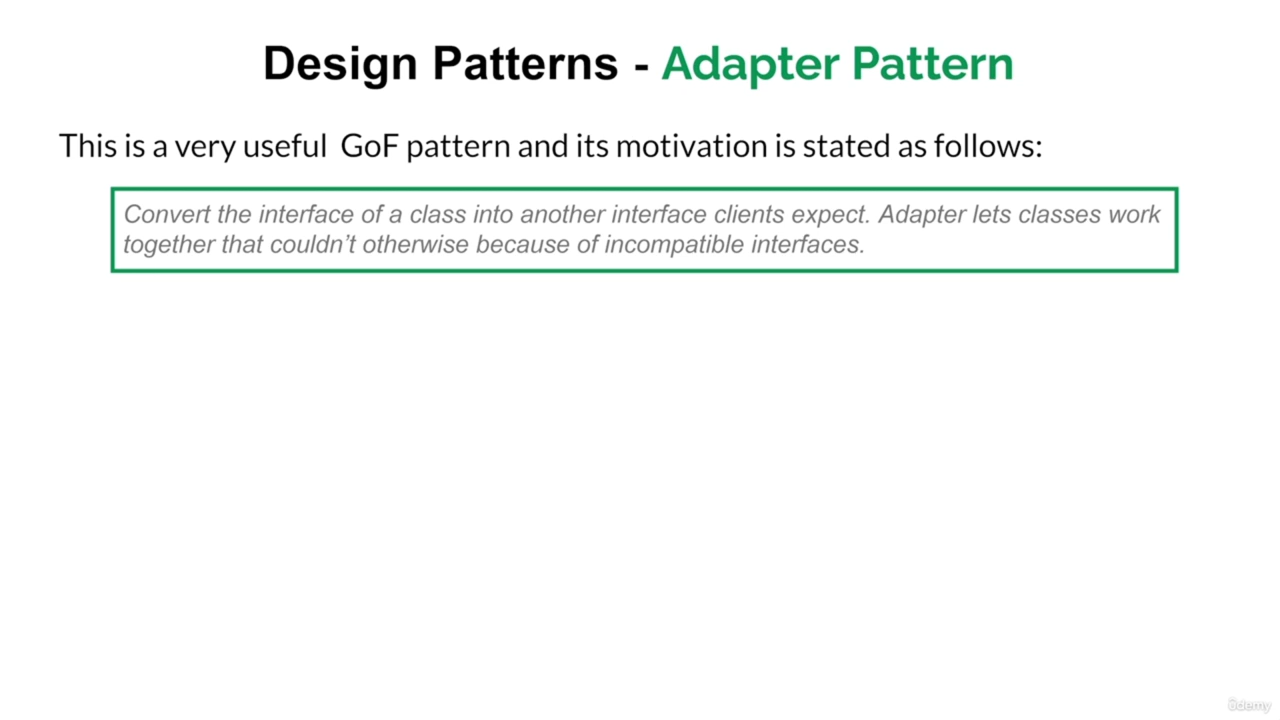 Design Patterns - Adapter Pattern
This is a very useful GoF pattern and its motivation is stated as follows:
Convert the interface of a class into another interface clients expect. Adapter lets classes work
together that couldn’t otherwise because of incompatible interfaces.
ûdemy